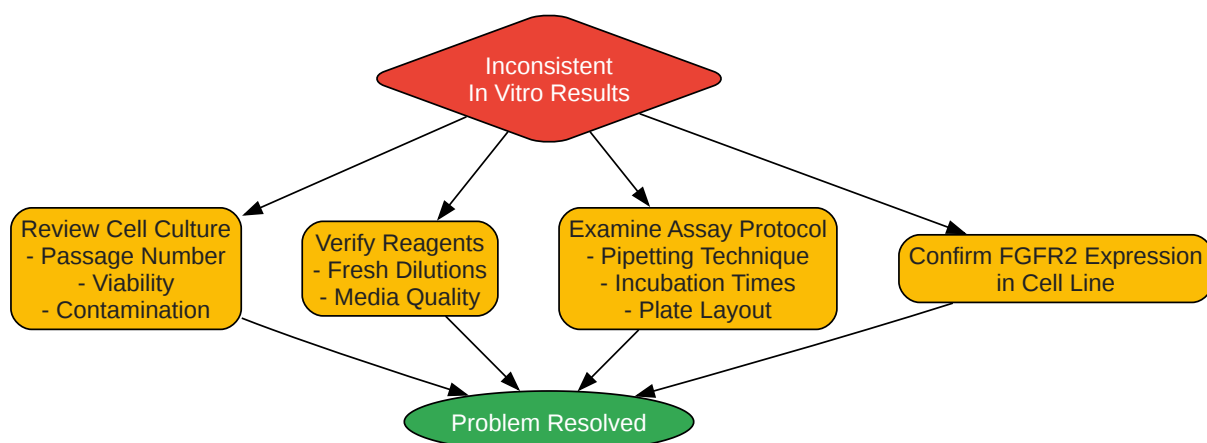 Inconsistent
In Vitro Results
Review Cell Culture
- Passage Number
- Viability
- Contamination
Verify Reagents
- Fresh Dilutions
- Media Quality
Examine Assay Protocol
- Pipetting Technique
- Incubation Times
- Plate Layout
Confirm FGFR2 Expression
in Cell Line
Problem Resolved